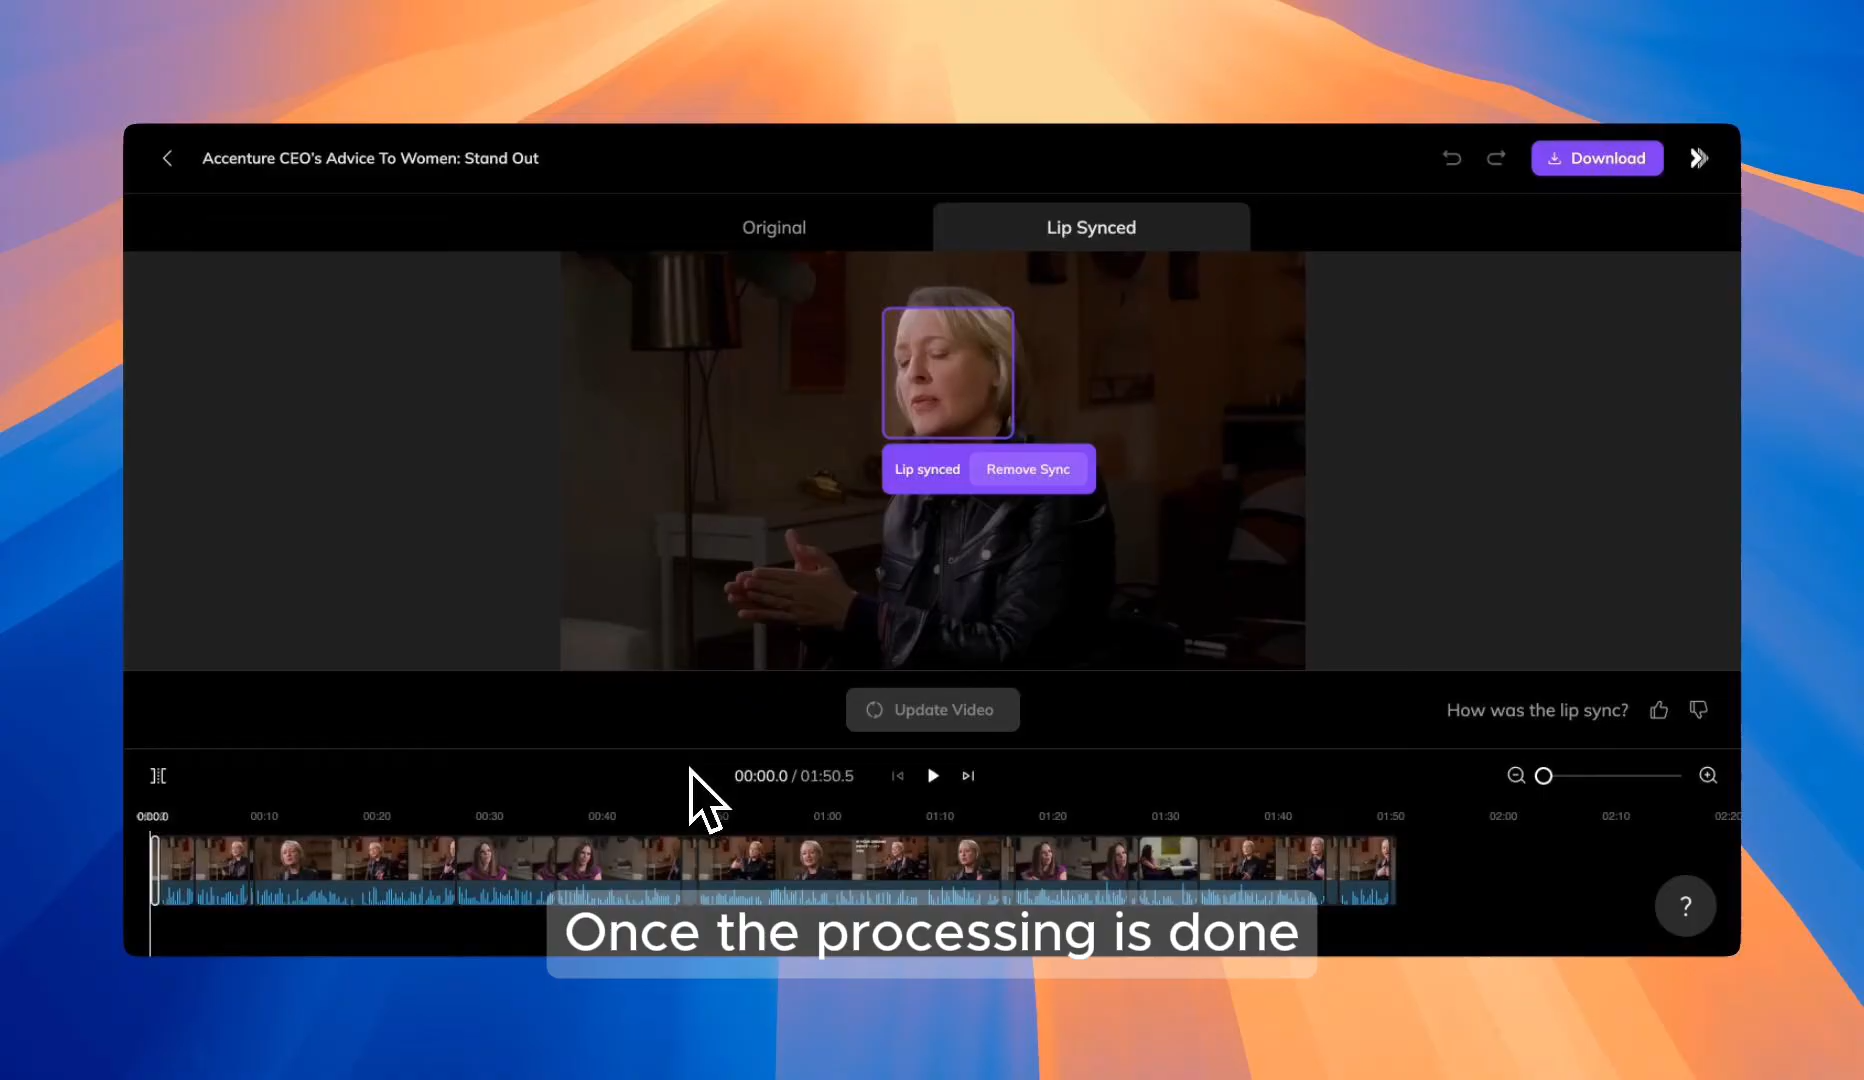 Accenture CEO's Advice To Women: Stand Out
Download
Original
Lip Synced
Lip synced
Remove Sync
Update Video
How was the lip sync?
00:00.0 / 01:50.5
00:10
00:20
00:30
00:40
01:00
01:10
01:20
01:30
01:40
01:50
02:00
02:10
02:20
?
Once the processing is done